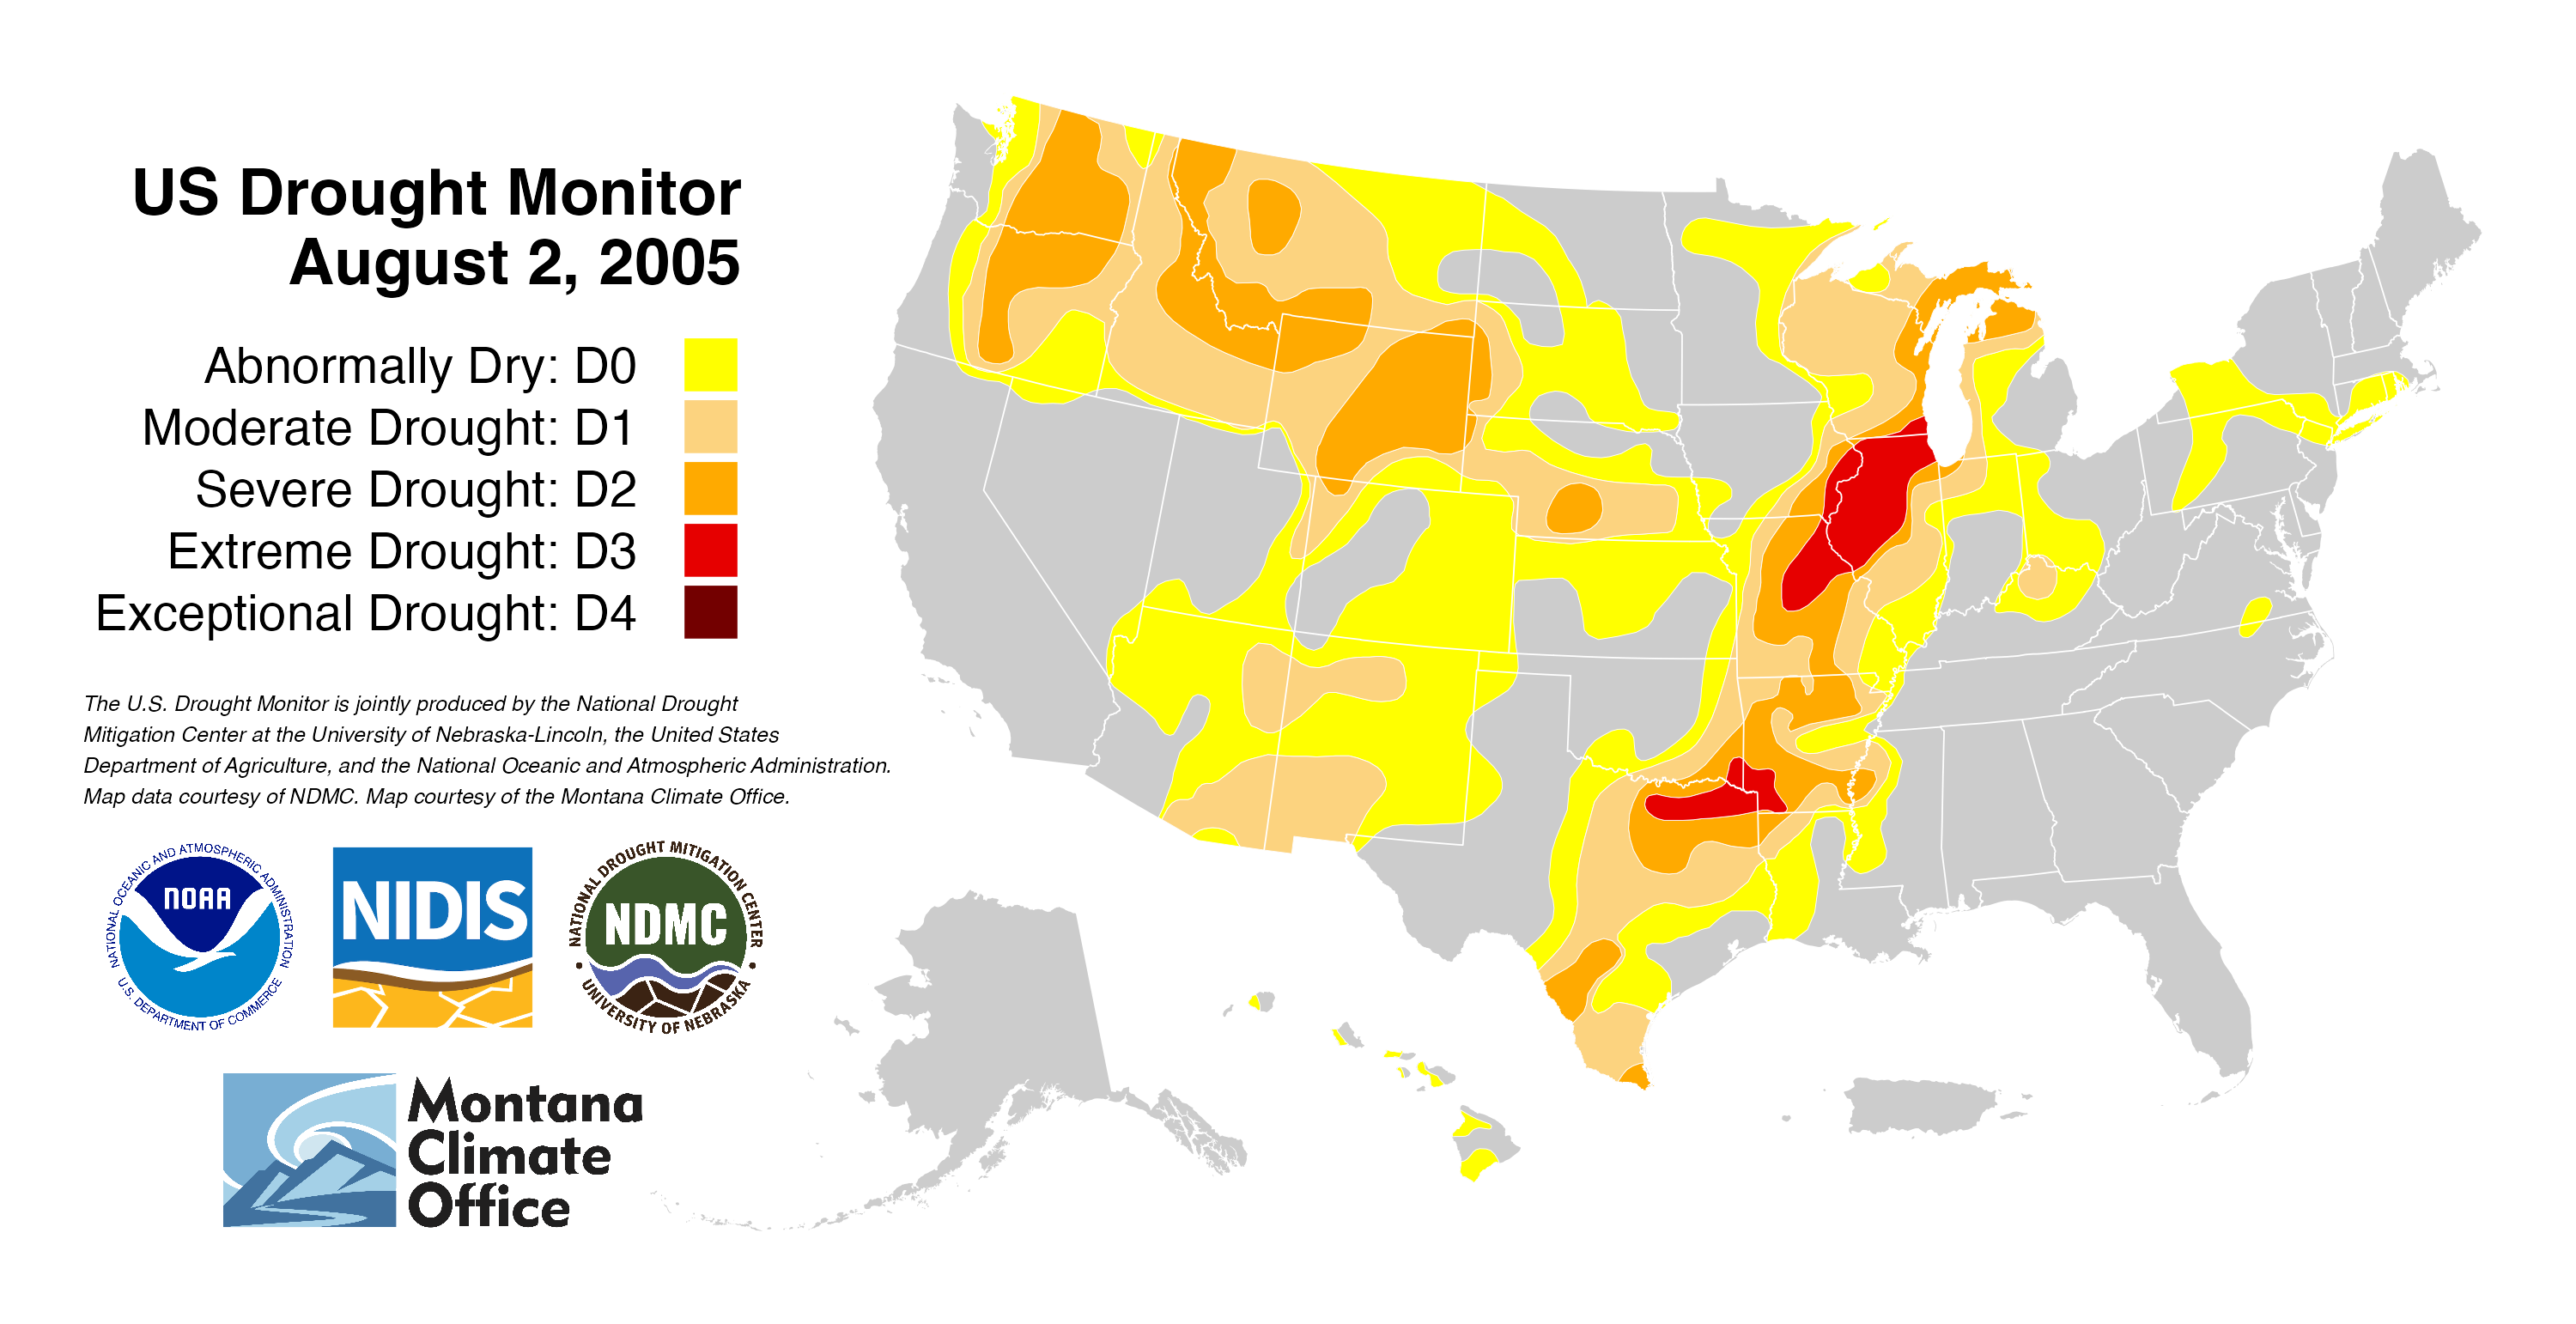 US Drought Monitor
August 2, 2005
Abnormally Dry: D0
Moderate Drought: D1
Severe Drought: D2
Extreme Drought: D3
Exceptional Drought: D4
The U.S. Drought Monitor is jointly produced by the National Drought
Mitigation Center at the University of Nebraska-Lincoln, the United States
Department of Agriculture, and the National Oceanic and Atmospheric Administration.
Map data courtesy of NDMC. Map courtesy of the Montana Climate Office.
NATIONAL OCEANIC AND ATMOSPHERIC ADMINISTRATION
NOAA
U.S. DEPARTMENT OF COMMERCE
NIDIS
NATIONAL DROUGHT MITIGATION CENTER
NDMC
UNIVERSITY OF NEBRASKA
Montana
Climate
Office